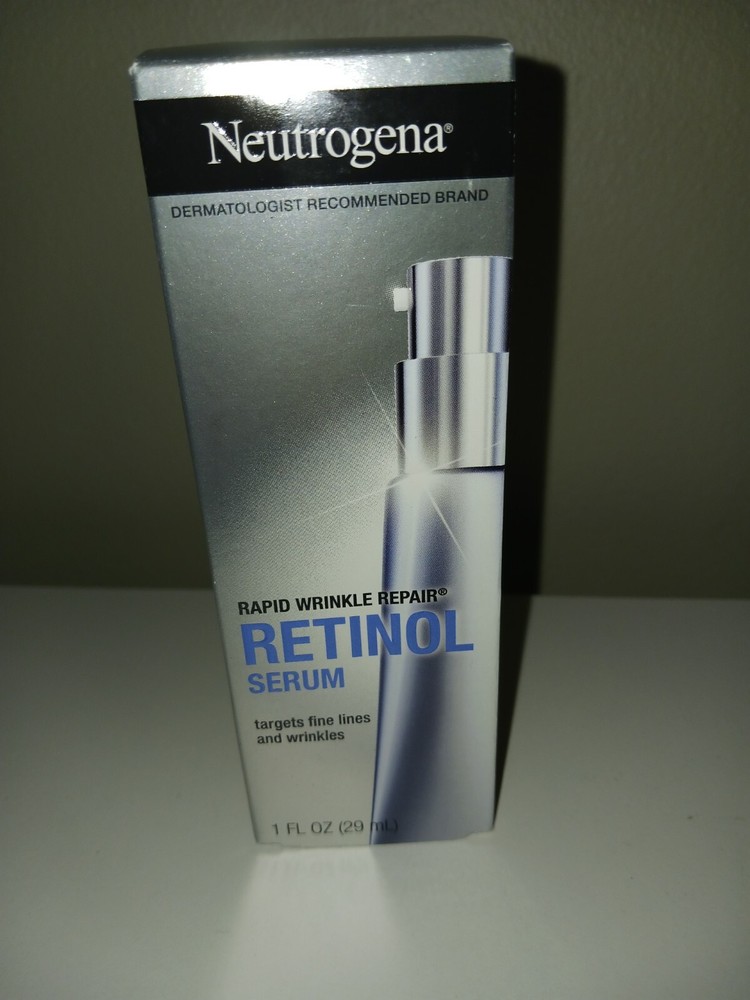 Neutrogena®
DERMATOLOGIST RECOMMENDED BRAND
RAPID WRINKLE REPAIR®
RETINOL
SERUM
targets fine lines
and wrinkles
1 FL OZ (29 mL)